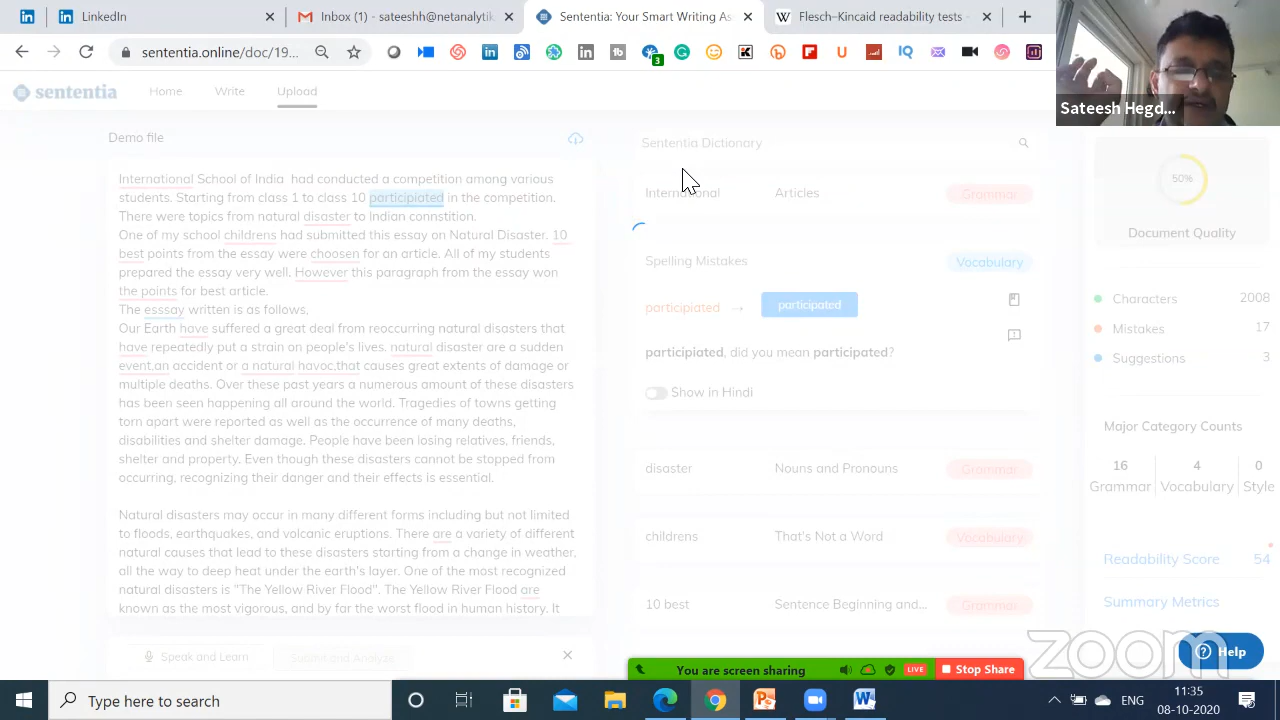 LinkedIn
Inbox (1) - sateeshh@netanalytik
Sententia: Your Smart Writing As
Flesch–Kincaid readability tests -
sententia.online/doc/19...
3
Sateesh Hegd...
sententia
Home
Write
Upload
Demo file
International School of India had conducted a competition among various
students. Starting from class 1 to class 10 participiated in the competition.
There were topics from natural disaster to Indian connstition.
One of my school childrens had submitted this essay on Natural Disaster. 10
best points from the essay were choosen for an article. All of my students
prepared the essay very well. However this paragraph from the essay won
the points for best article.
The esssay written is as follows,
Our Earth have suffered a great deal from reoccurring natural disasters that
have repeatedly put a strain on people's lives. natural disaster are a sudden
event,an accident or a natural havoc,that causes great extents of damage or
multiple deaths. Over these past years a numerous amount of these disasters
has been seen happening all around the world. Tragedies of towns getting
torn apart were reported as well as the occurrence of many deaths,
disabilities and shelter damage. People have been losing relatives, friends,
shelter and property. Even though these disasters cannot be stopped from
occurring, recognizing their danger and their effects is essential.
Natural disasters may occur in many different forms including but not limited
to floods, earthquakes, and volcanic eruptions. There are a variety of different
natural causes that lead to these disasters starting from a change in weather,
all the way to deep heat under the earth's layer. One of the most recognized
natural disasters is "The Yellow River Flood". The Yellow River Flood are
known as the most vigorous, and by far the worst flood in human history. It
Speak and Learn
Submit and Analyze
Sententia Dictionary
International Articles Grammar
Spelling Mistakes Vocabulary
participiated → participated
participiated, did you mean participated?
Show in Hindi
disaster Nouns and Pronouns Grammar
childrens That's Not a Word Vocabulary
10 best Sentence Beginning and... Grammar
50%
Document Quality
Characters 2008
Mistakes 17
Suggestions 3
Major Category Counts
16 4 0
Grammar Vocabulary Style
Readability Score 54
Summary Metrics
zoom
Help
You are screen sharing
LIVE
Stop Share
Type here to search
ENG
11:35
08-10-2020